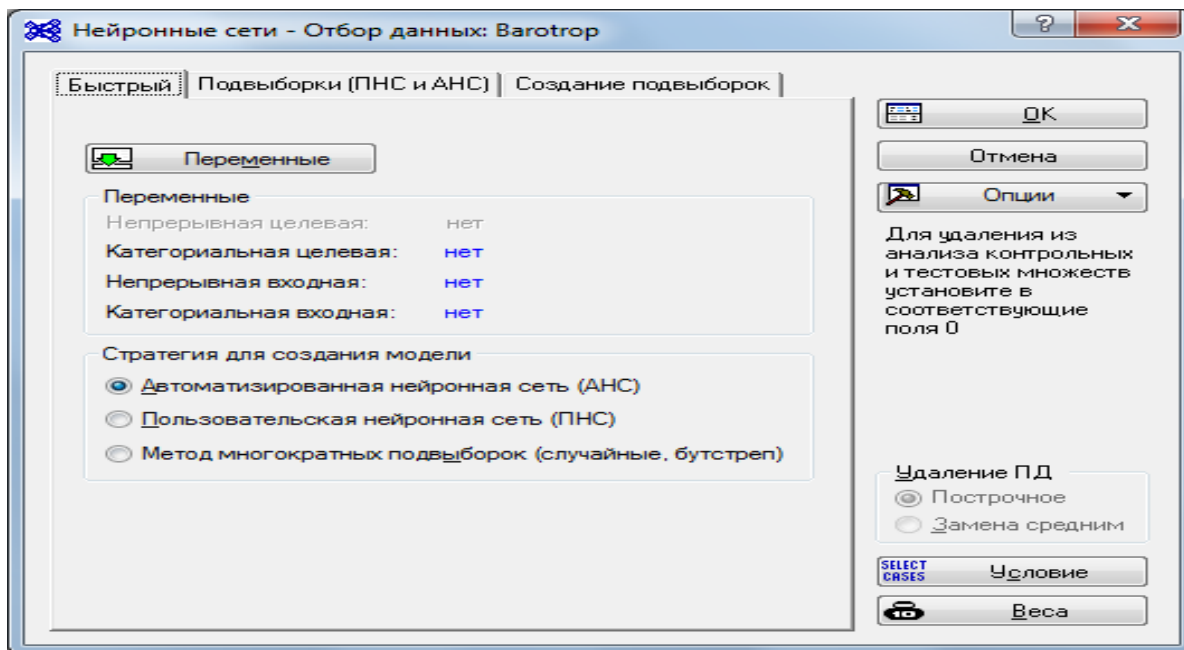 Нейронные сети - Отбор данных: Barotrop
Быстрый
Подвыборки (ПНС и АНС)
Создание подвыборок
Переменные
Переменные
Непрерывная целевая: нет
Категориальная целевая: нет
Непрерывная входная: нет
Категориальная входная: нет
Стратегия для создания модели
Автоматизированная нейронная сеть (АНС)
Пользовательская нейронная сеть (ПНС)
Метод многократных подвыборок (случайные, бутстреп)
OK
Отмена
Опции
Для удаления из
анализа контрольных
и тестовых множеств
установите в
соответствующие
поля 0
Удаление ПД
Построчное
Замена средним
SELECT
CASES
Условие
Веса